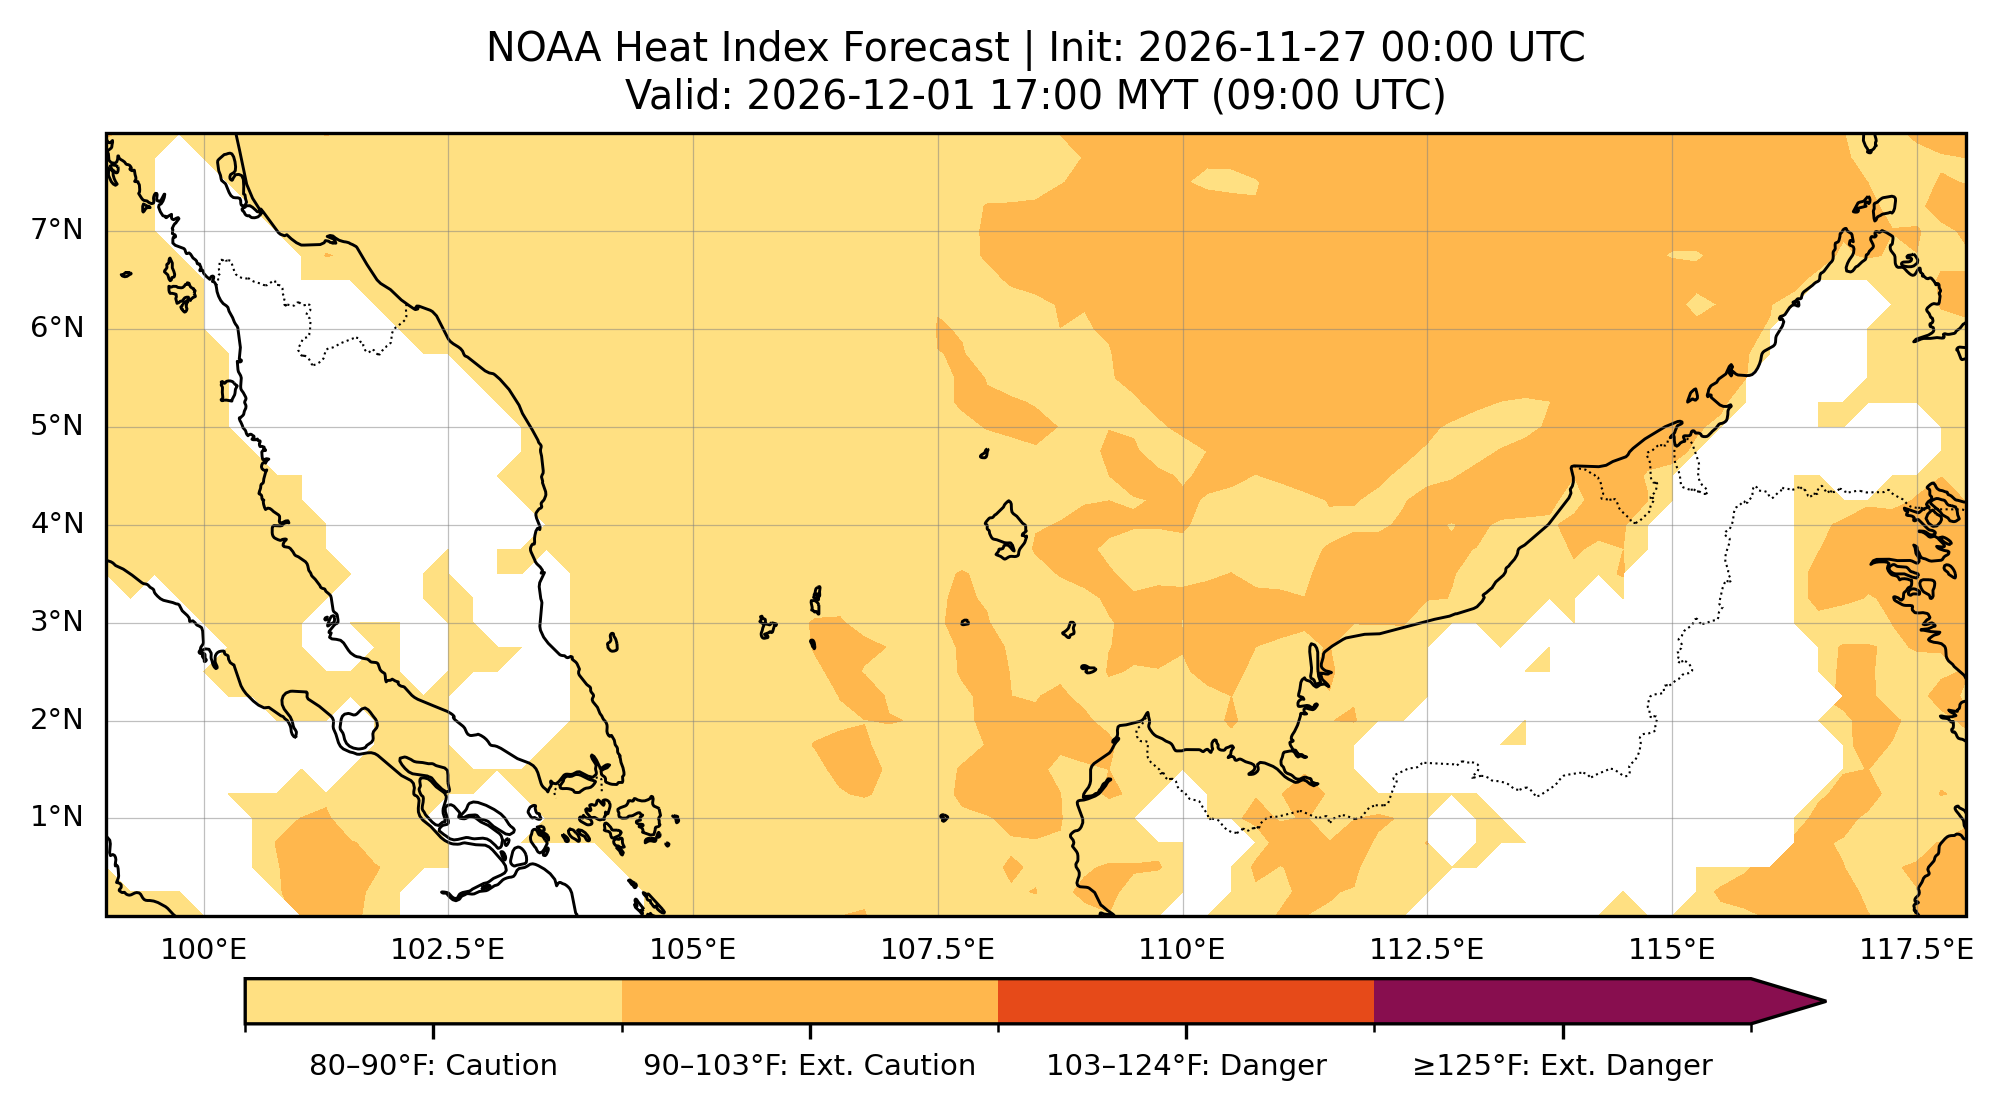 NOAA Heat Index Forecast | Init: 2026-11-27 00:00 UTC
Valid: 2026-12-01 17:00 MYT (09:00 UTC)
7°N
6°N
5°N
4°N
3°N
2°N
1°N
100°E 102.5°E 105°E 107.5°E 110°E 112.5°E 115°E 117.5°E
80–90°F: Caution 90–103°F: Ext. Caution 103–124°F: Danger ≥125°F: Ext. Danger